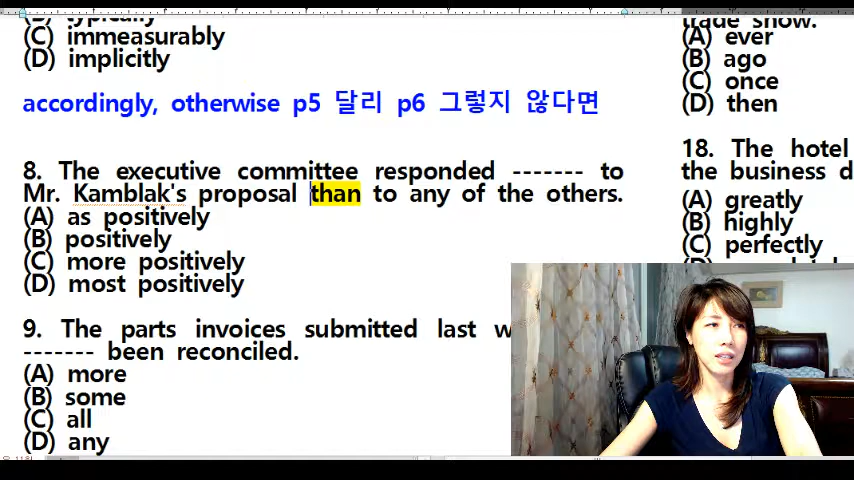 (B) typically
(C) immeasurably
(D) implicitly
accordingly, otherwise p5 달리 p6 그렇지 않다면
8. The executive committee responded ------- to
Mr. Kamblak's proposal than to any of the others.
(A) as positively
(B) positively
(C) more positively
(D) most positively
9. The parts invoices submitted last
------- been reconciled.
(A) more
(B) some
(C) all
(D) any
trade show.
(A) ever
(B) ago
(C) once
(D) then
18. The hotel
the business
(A) greatly
(B) highly
(C) perfectly